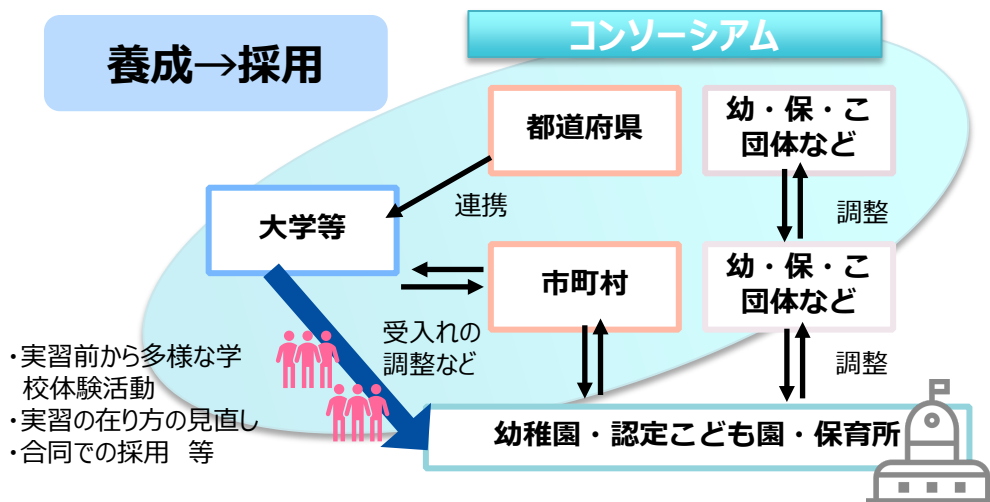 養成→採用
コンソーシアム
都道府県
幼・保・こ
団体など
連携
調整
大学等
市町村
幼・保・こ
団体など
受入れの
調整など
調整
・実習前から多様な学
校体験活動
・実習の在り方の見直し
・合同での採用 等
幼稚園・認定こども園・保育所